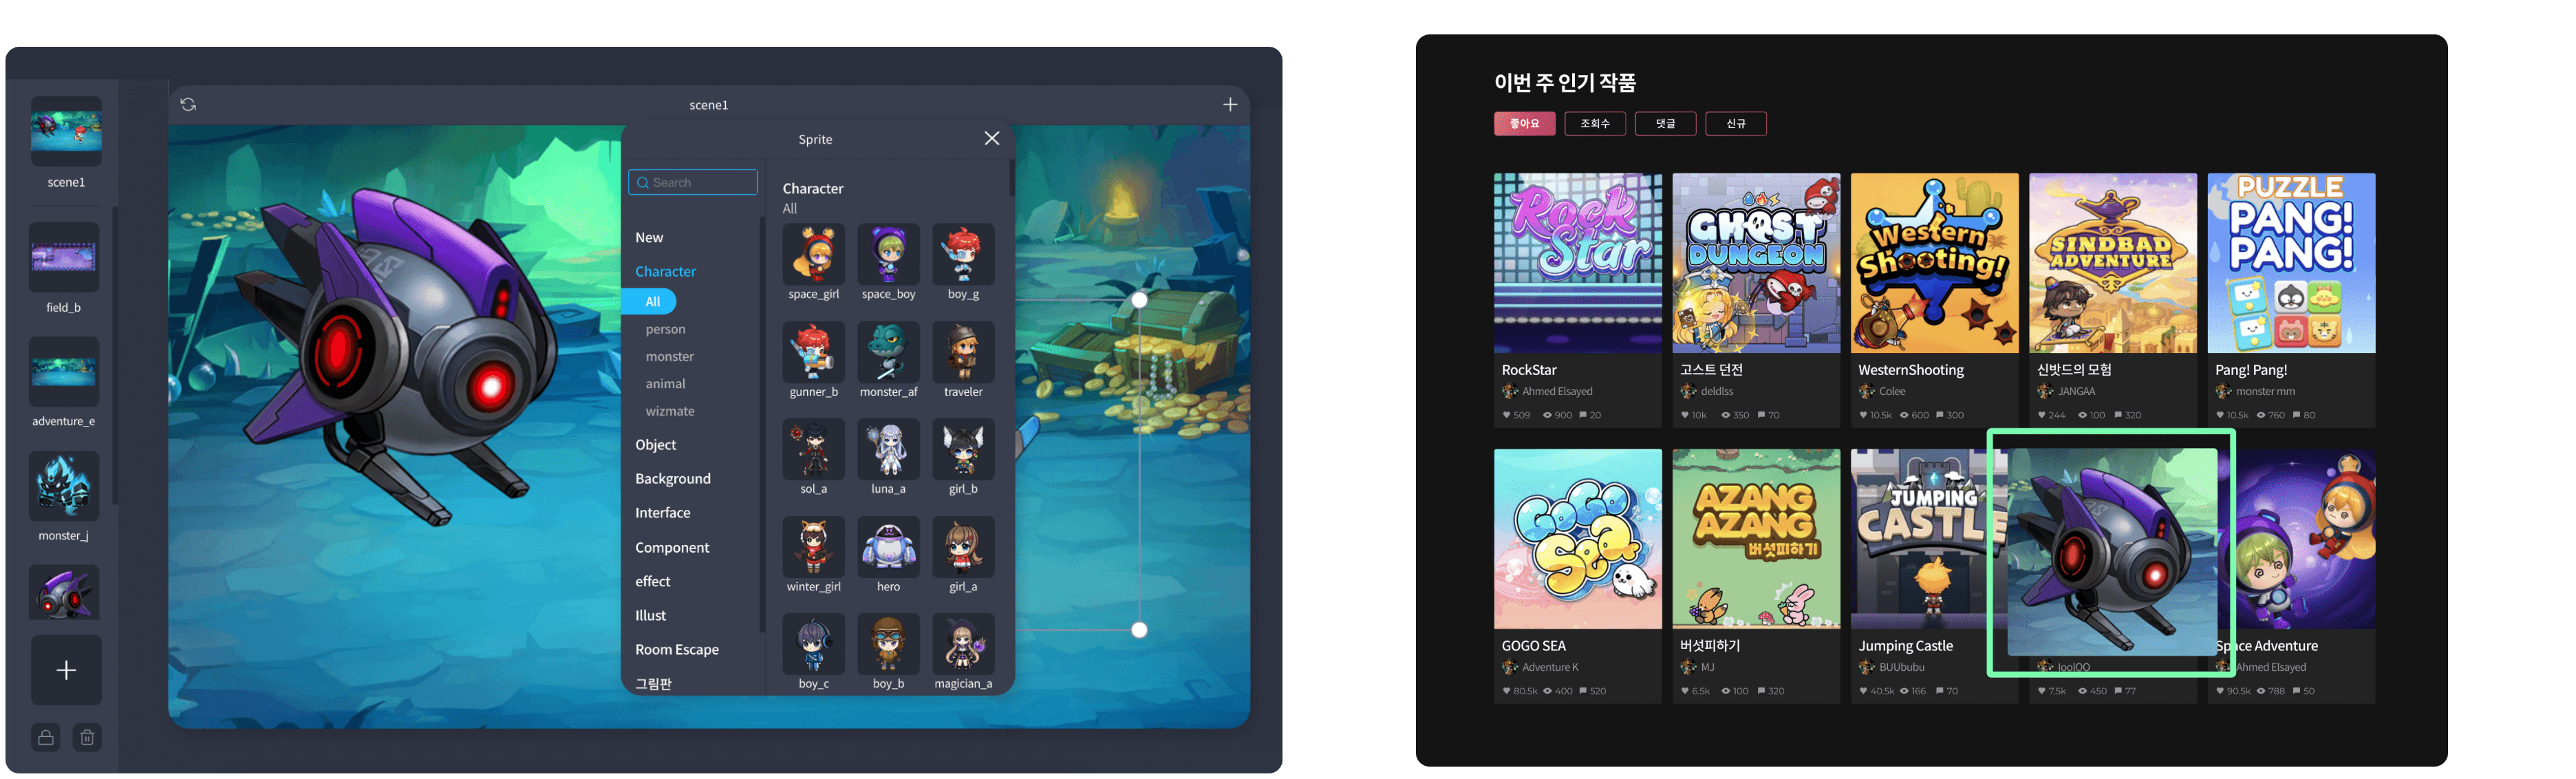 scene1
scene1
field_b
adventure_e
monster_j
Sprite
Search
New
Character
All
person
monster
animal
wizmate
Object
Background
Interface
Component
effect
Illust
Room Escape
그림판
Character
All
space_girl space_boy boy_g
gunner_b monster_af traveler
sol_a luna_a girl_b
winter_girl hero girl_a
boy_c boy_b magician_a
이번 주 인기 작품
좋아요 조회수 댓글 신규
Rock Star
RockStar
Ahmed Elsayed
509 900 20
GHOST DUNGEON
고스트 던전
deldlss
10k 350 70
Western Shooting!
WesternShooting
Colee
10.5k 600 300
SINDBAD ADVENTURE
신밧드의 모험
JANGAA
244 100 320
PUZZLE PANG! PANG!
Pang! Pang!
monster mm
10.5k 760 80
GOGO Sea
GOGO SEA
Adventure K
80.5k 400 520
AZANG AZANG 버섯피하기
버섯피하기
MJ
6.5k 100 320
JUMPING CASTLE
Jumping Castle
BUUbubu
40.5k 166 70
7.5k 450 77
Space Adventure
Ahmed Elsayed
90.5k 788 50